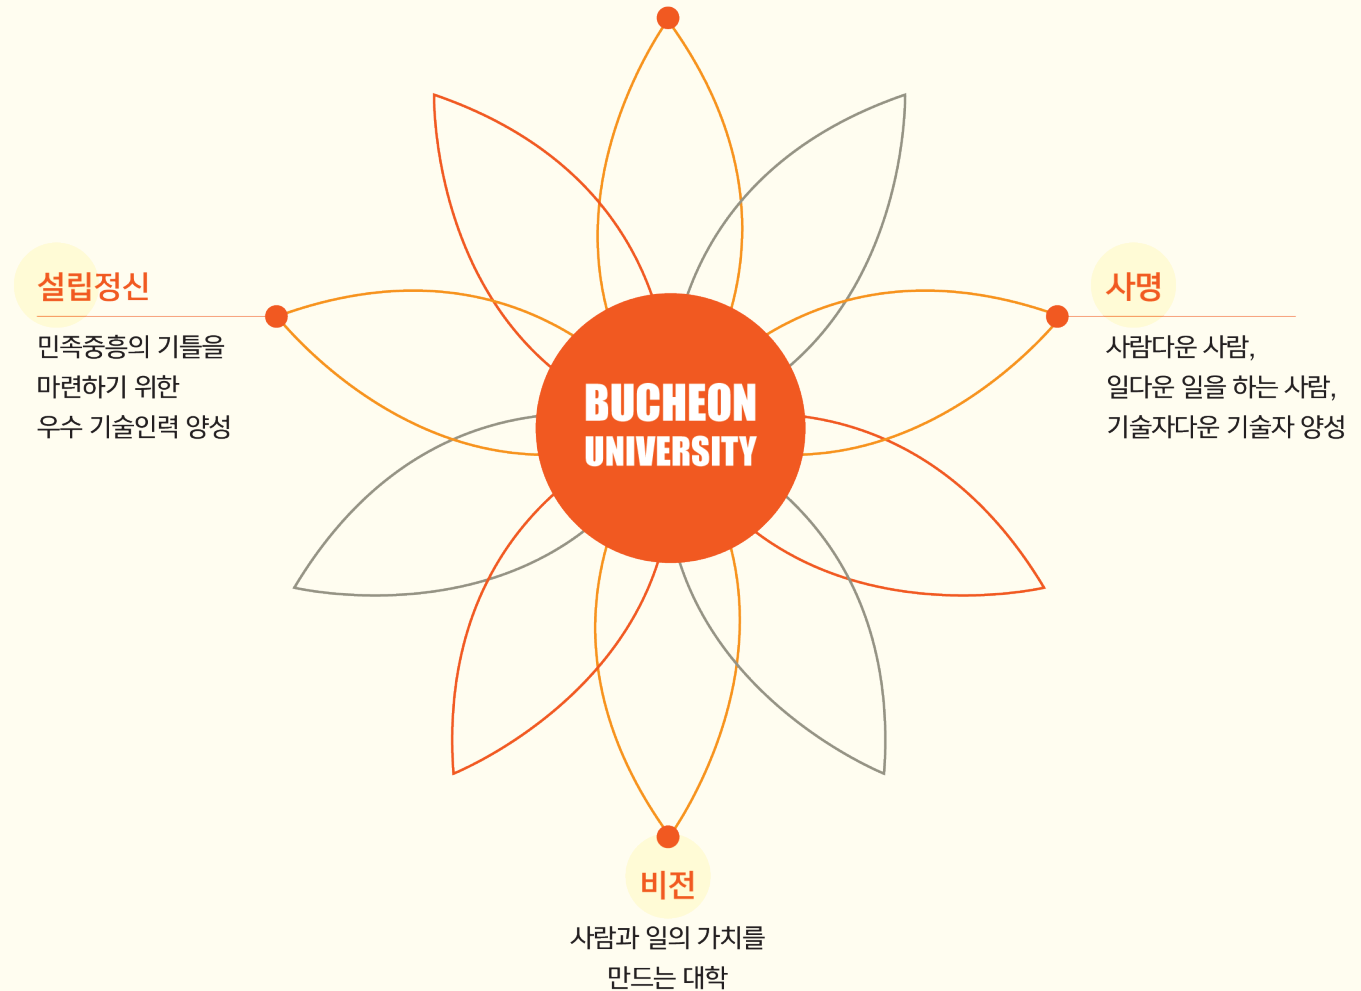 설립정신
민족중흥의 기틀을
마련하기 위한
우수 기술인력 양성
BUCHEON
UNIVERSITY
사명
사람다운 사람,
일다운 일을 하는 사람,
기술자다운 기술자 양성
비전
사람과 일의 가치를
만드는 대학